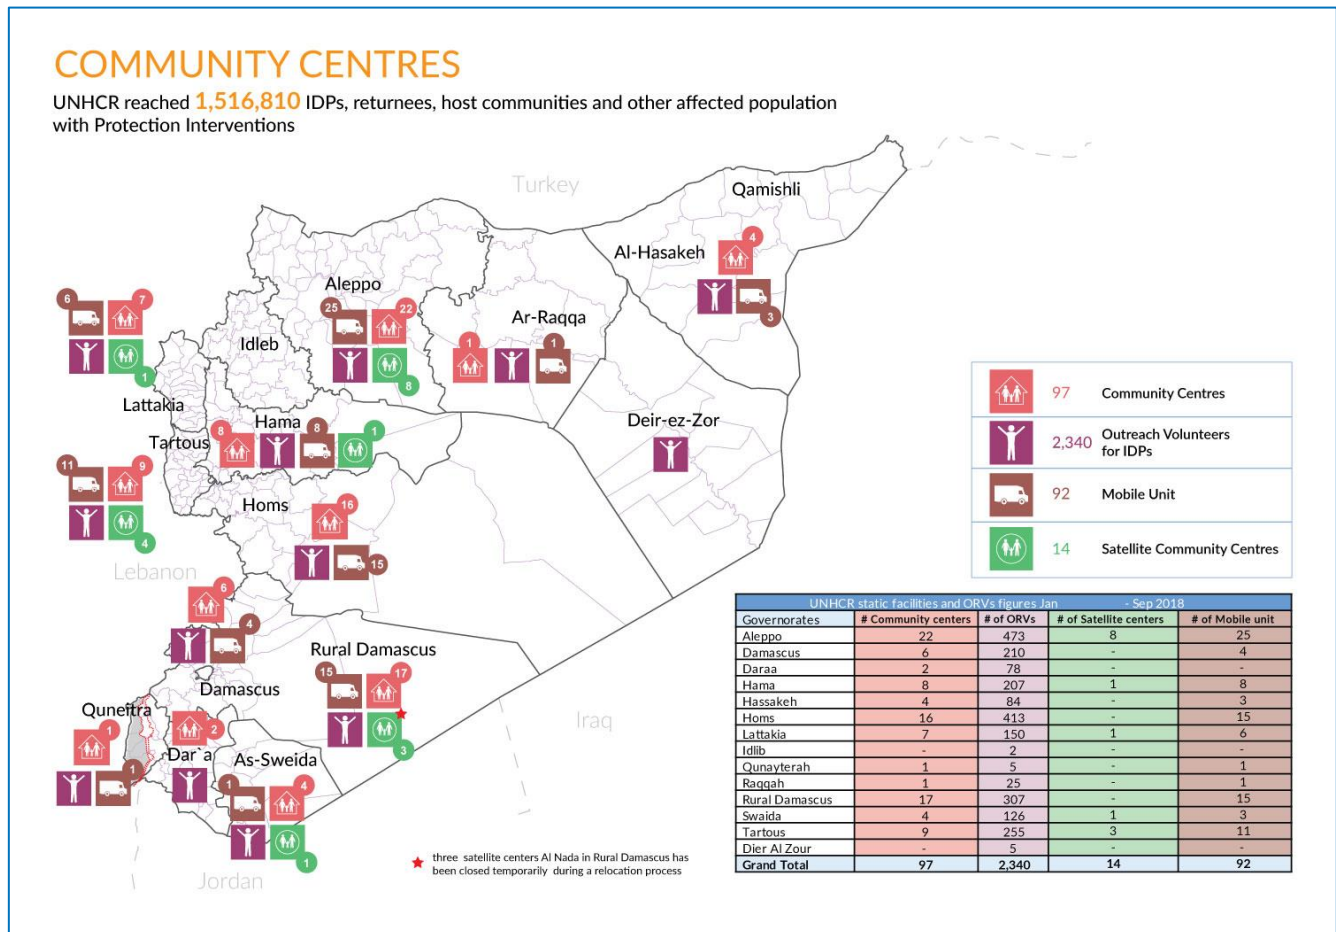 COMMUNITY CENTRES
UNHCR reached 1,516,810 IDPs, returnees, host communities and other affected population
with Protection Interventions
Turkey
Qamishli
4
Al-Hasakeh
3
Aleppo
25
22
8
Ar-Raqqa
1
1
Idleb
6
7
1
Lattakia
Deir-ez-Zor
Hama
8
8
1
Tartous
11
9
4
Homs
16
15
Lebanon
6
4
Rural Damascus
15
17
3
Damascus
Quneitra
1
1
2
Dar`a
As-Sweida
1
4
1
Iraq
Jordan
three satellite centers Al Nada in Rural Damascus has
been closed temporarily during a relocation process
97 Community Centres
2,340 Outreach Volunteers
for IDPs
92 Mobile Unit
14 Satellite Community Centres
UNHCR static facilities and ORVs figures Jan - Sep 2018
Governorates # Community centers # of ORVs # of Satellite centers # of Mobile unit
Aleppo 22 473 8 25
Damascus 6 210 - 4
Daraa 2 78 - -
Hama 8 207 1 8
Hassakeh 4 84 - 3
Homs 16 413 - 15
Lattakia 7 150 1 6
Idlib - 2 - -
Qunayterah 1 5 - 1
Raqqah 1 25 - 1
Rural Damascus 17 307 - 15
Swaida 4 126 1 3
Tartous 9 255 3 11
Dier Al Zour - 5 - -
Grand Total 97 2,340 14 92